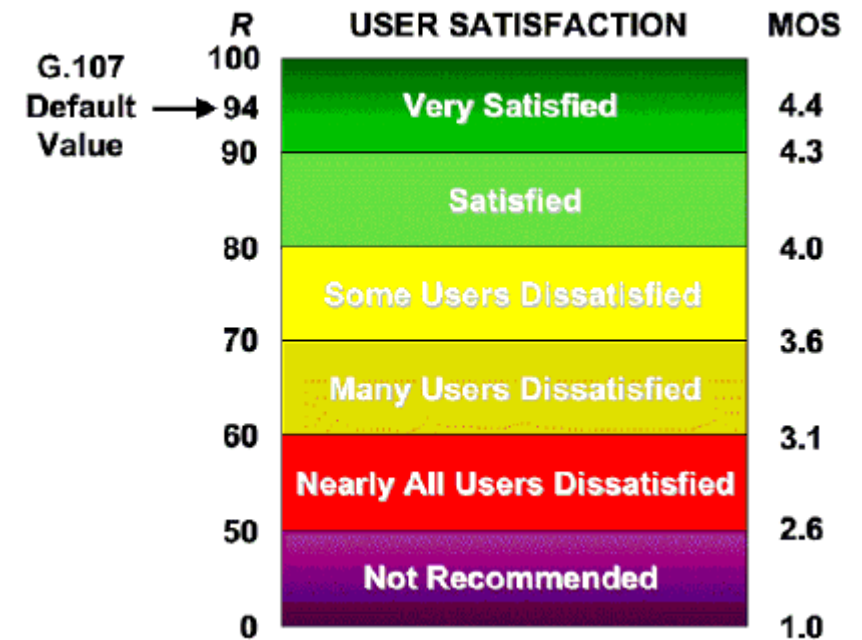 R USER SATISFACTION MOS
100
G.107
Default 94 Very Satisfied 4.4
Value
90 4.3
Satisfied
80 4.0
Some Users Dissatisfied
70 3.6
Many Users Dissatisfied
60 3.1
Nearly All Users Dissatisfied
50 2.6
Not Recommended
0 1.0